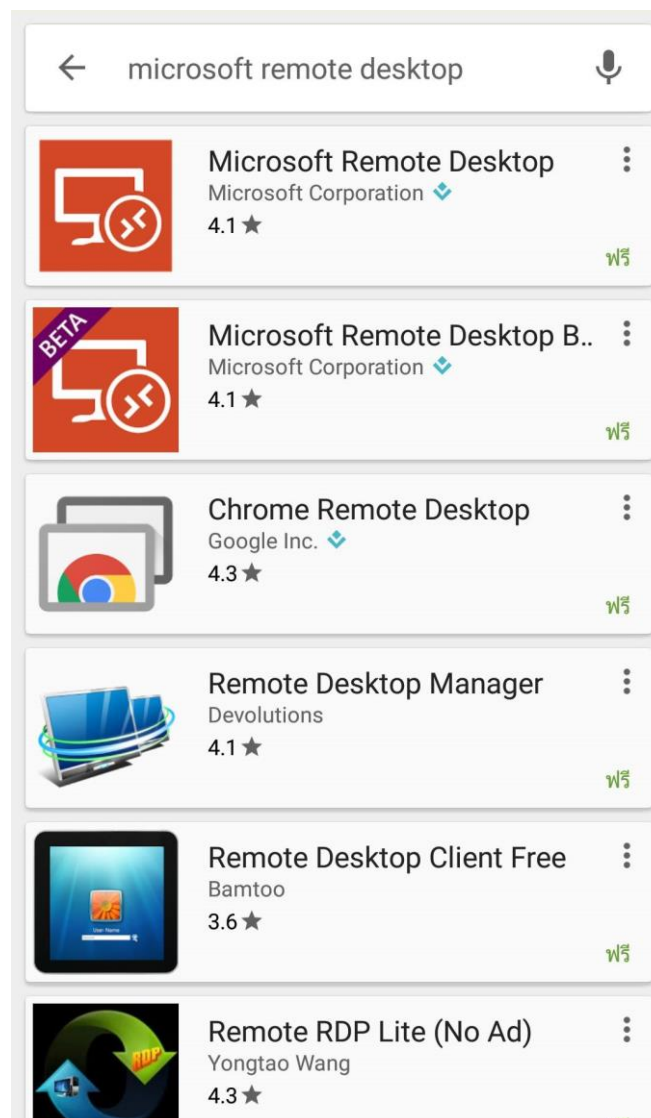 microsoft remote desktop
Microsoft Remote Desktop
Microsoft Corporation
4.1
ฟรี
BETA
Microsoft Remote Desktop B..
Microsoft Corporation
4.1
ฟรี
Chrome Remote Desktop
Google Inc.
4.3
ฟรี
Remote Desktop Manager
Devolutions
4.1
ฟรี
User Name
Remote Desktop Client Free
Bamtoo
3.6
ฟรี
RDP
Remote RDP Lite (No Ad)
Yongtao Wang
4.3